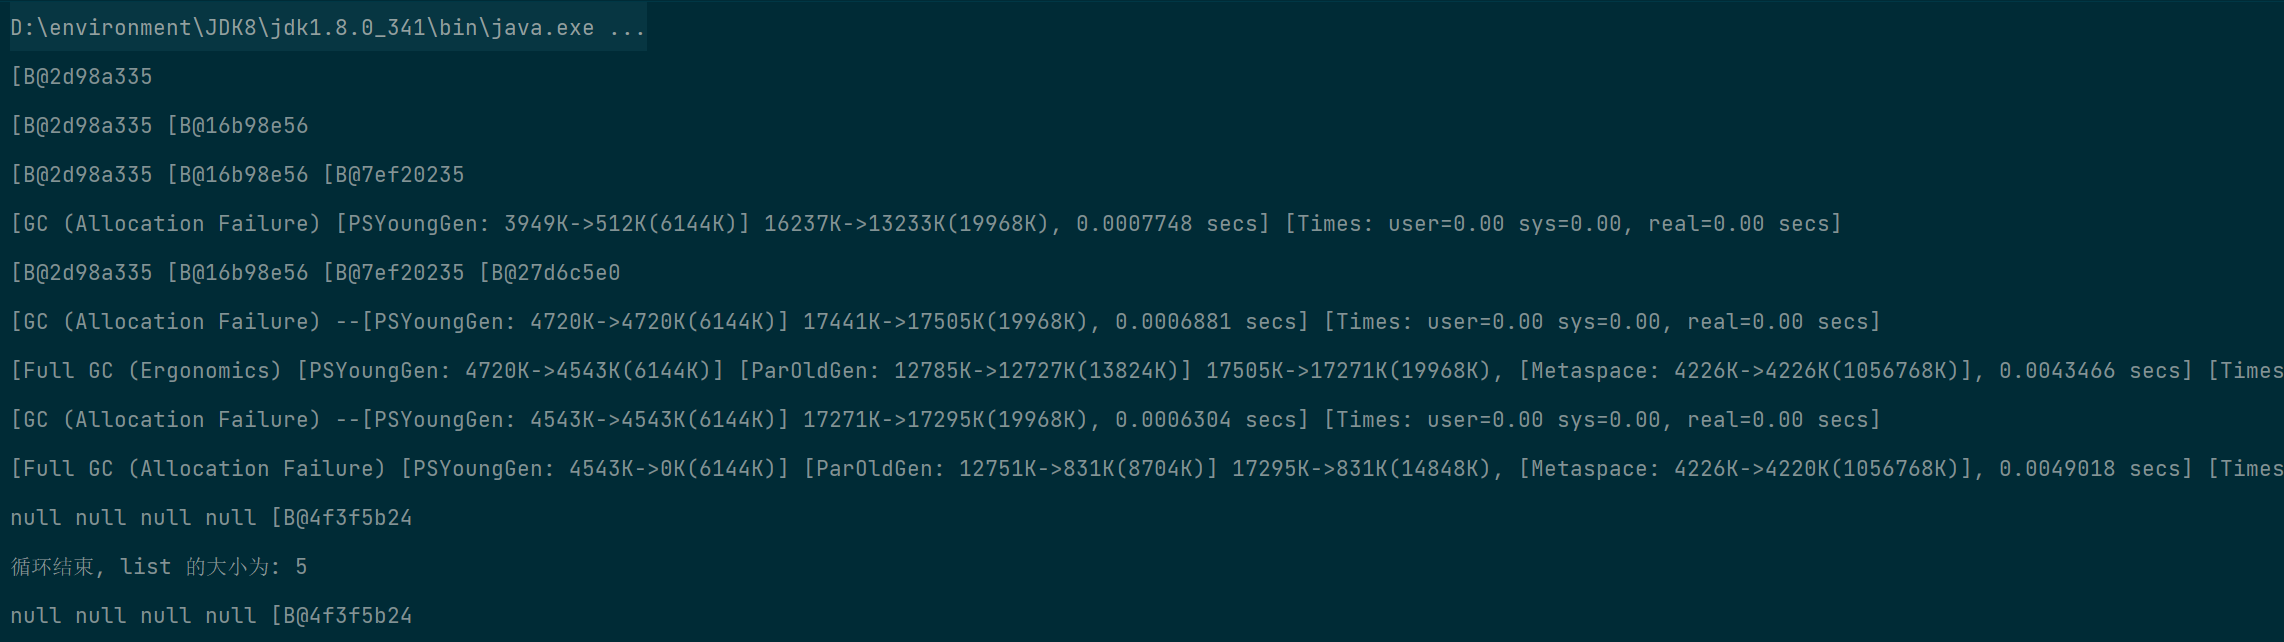 D:\environment\JDK8\jdk1.8.0_341\bin\java.exe ...
[B@2d98a335
[B@2d98a335 [B@16b98e56
[B@2d98a335 [B@16b98e56 [B@7ef20235
[GC (Allocation Failure) [PSYoungGen: 3949K->512K(6144K)] 16237K->13233K(19968K), 0.0007748 secs] [Times: user=0.00 sys=0.00, real=0.00 secs]
[B@2d98a335 [B@16b98e56 [B@7ef20235 [B@27d6c5e0
[GC (Allocation Failure) --[PSYoungGen: 4720K->4720K(6144K)] 17441K->17505K(19968K), 0.0006881 secs] [Times: user=0.00 sys=0.00, real=0.00 secs]
[Full GC (Ergonomics) [PSYoungGen: 4720K->4543K(6144K)] [ParOldGen: 12785K->12727K(13824K)] 17505K->17271K(19968K), [Metaspace: 4226K->4226K(1056768K)], 0.0043466 secs] [Times
[GC (Allocation Failure) --[PSYoungGen: 4543K->4543K(6144K)] 17271K->17295K(19968K), 0.0006304 secs] [Times: user=0.00 sys=0.00, real=0.00 secs]
[Full GC (Allocation Failure) [PSYoungGen: 4543K->0K(6144K)] [ParOldGen: 12751K->831K(8704K)] 17295K->831K(14848K), [Metaspace: 4226K->4220K(1056768K)], 0.0049018 secs] [Times
null null null null [B@4f3f5b24
循环结束, list 的大小为: 5
null null null null [B@4f3f5b24